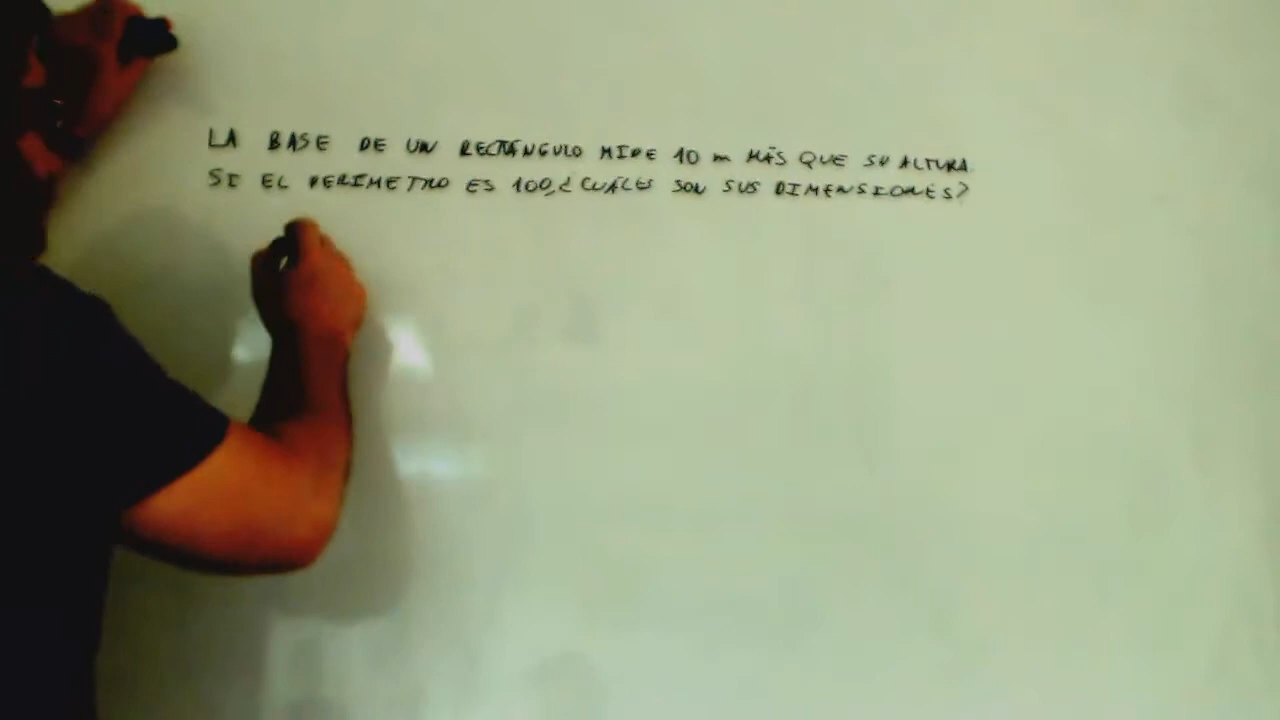 LA BASE DE UN RECTÁNGULO MIDE 10 m MÁS QUE SU ALTURA.
SI EL PERIMETRO ES 100, ¿CUÁLES SON SUS DIMENSIONES?